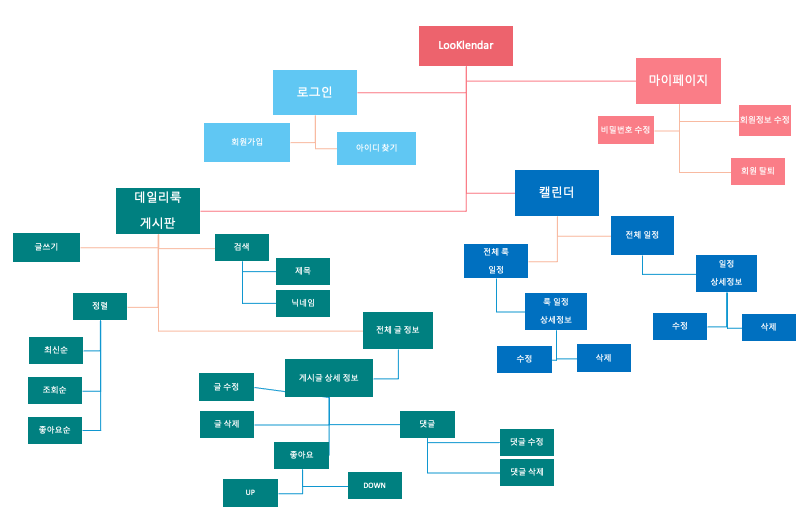 LooKlendar
로그인
마이페이지
회원가입
아이디 찾기
비밀번호 수정
회원정보 수정
회원 탈퇴
데일리룩
게시판
캘린더
글쓰기
검색
제목
닉네임
정렬
최신순
조회순
좋아요순
전체 글 정보
게시글 상세 정보
글 수정
글 삭제
댓글
댓글 수정
댓글 삭제
좋아요
UP
DOWN
전체 룩
일정
전체 일정
룩 일정
상세정보
수정
삭제
일정
상세정보
수정
삭제